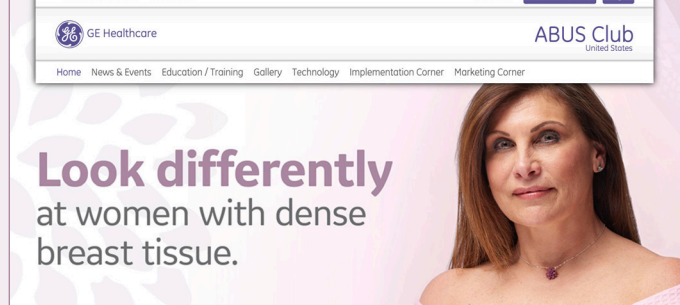 GE Healthcare
ABUS Club
United States
Home News & Events Education / Training Gallery Technology Implementation Corner Marketing Corner
Look differently
at women with dense
breast tissue.